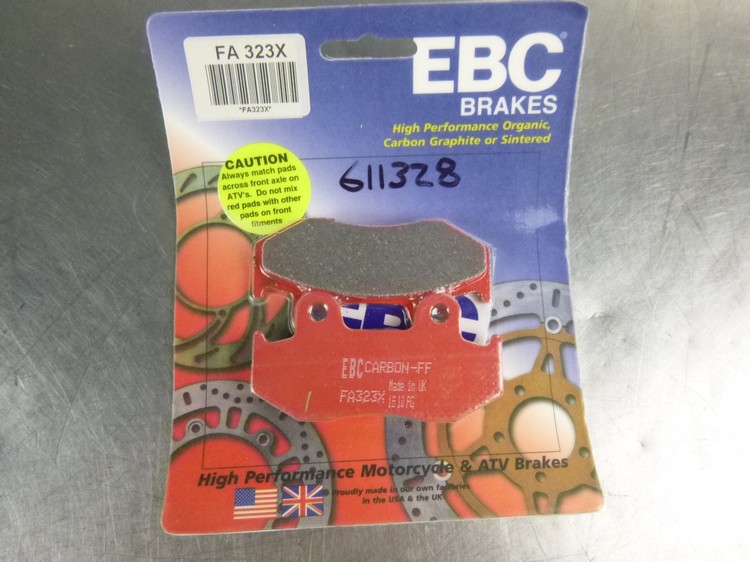 FA 323X
*FA323X*
EBC
BRAKES
High Performance Organic,
Carbon Graphite or Sintered
CAUTION
Always match pads
across front axle on
ATV's. Do not mix
red pads with other
pads on front
fitments
611328
EBC CARBON-FF
Made in UK
FA323X
High Performance Motorcycle & ATV Brakes
Proudly made in our own factories
in the USA & the UK